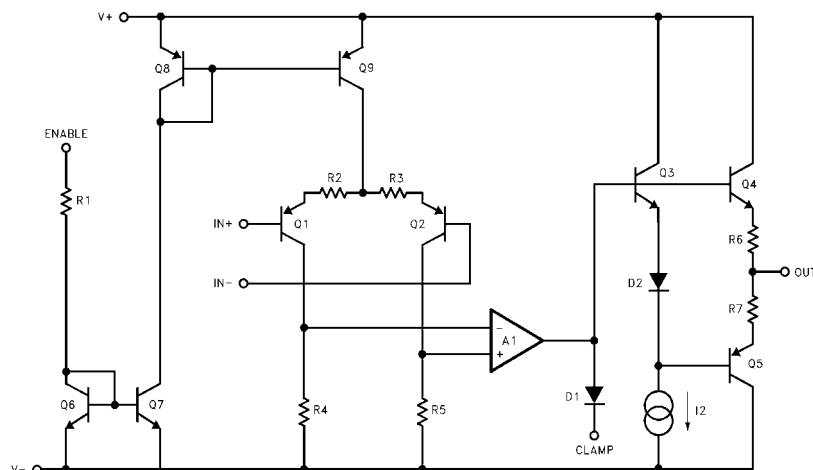 V+
Q8
Q9
ENABLE
R1
R2
R3
Q3
Q4
IN+
Q1
Q2
R6
OUT
IN-
D2
R7
A1
-
+
Q5
Q6
Q7
R4
R5
D1
I2
CLAMP
V-